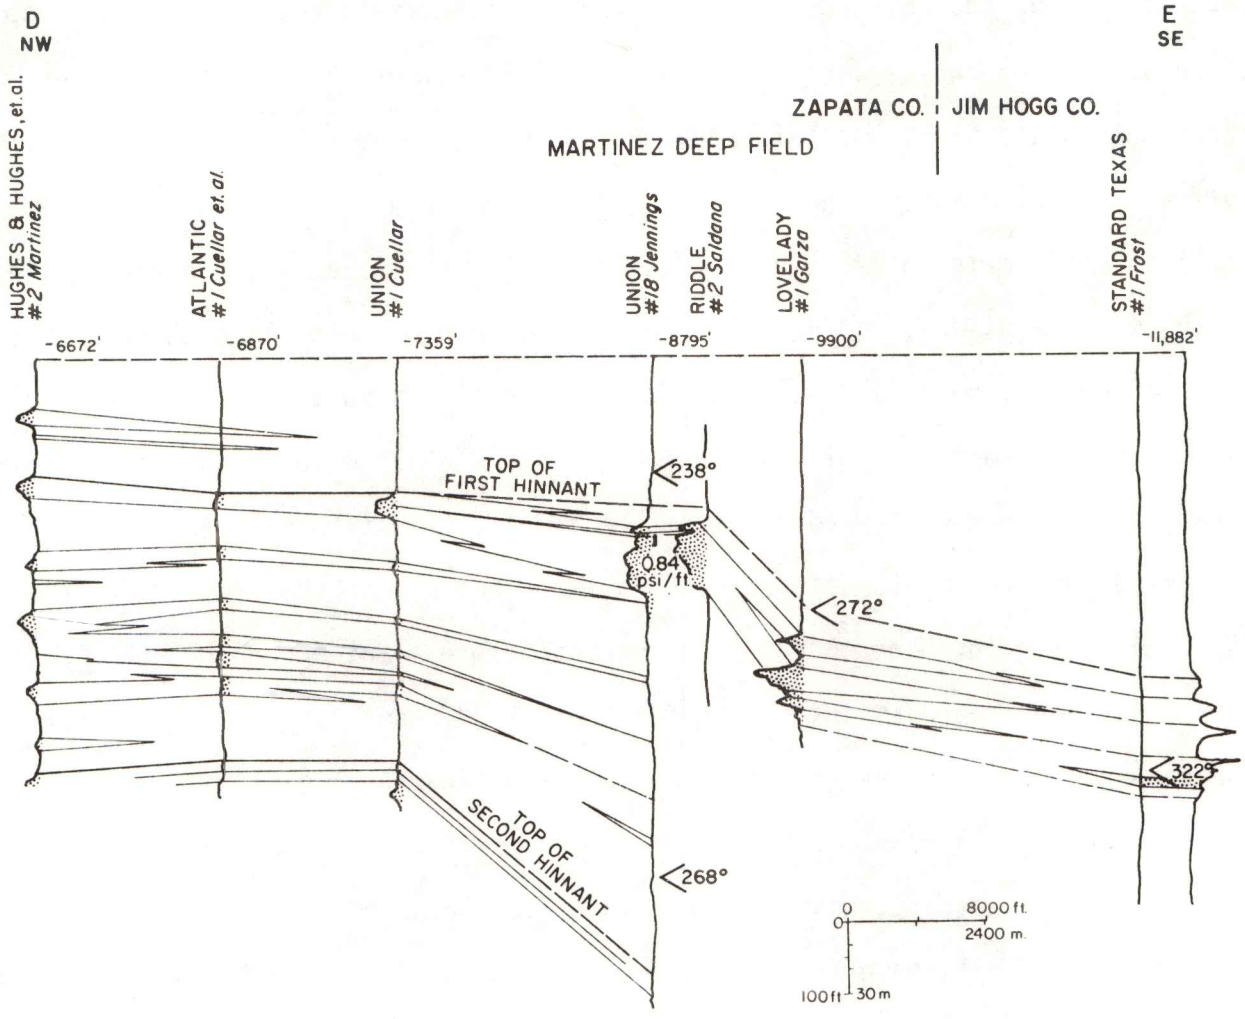 D
NW
E
SE
ZAPATA CO. JIM HOGG CO.
MARTINEZ DEEP FIELD
HUGHES & HUGHES, et. al.
#2 Martinez
ATLANTIC
#1 Cuellar et. al.
UNION
#1 Cuellar
UNION
#18 Jennings
RIDDLE
#2 Saldana
LOVELADY
#1 Garza
STANDARD TEXAS
#1 Frost
-6672'
-6870'
-7359'
-8795'
-9900'
-11,882'
TOP OF
FIRST HINNANT
238°
0.84
psi/ft.
272°
322°
TOP OF
SECOND HINNANT
268°
0 8000 ft.
0 2400 m.
100 ft 30 m